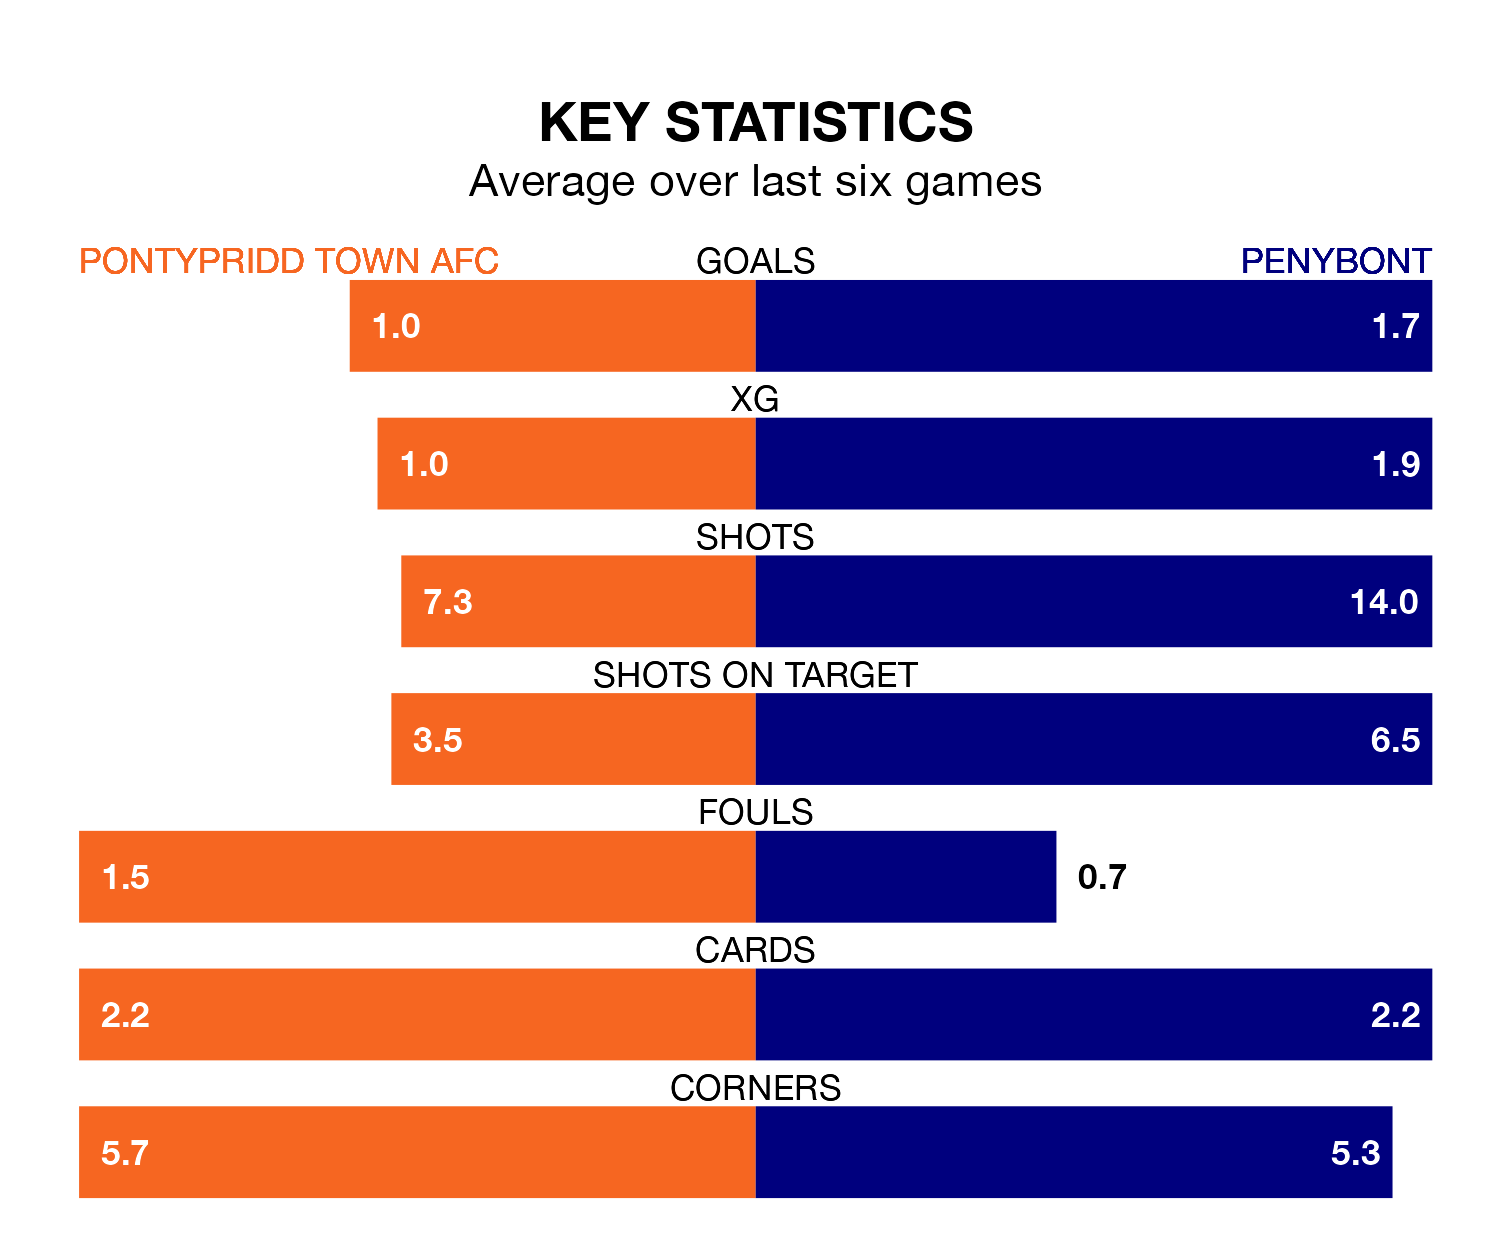 KEY STATISTICS
Average over last six games
PONTYPRIDD TOWN AFC GOALS PENYBONT
1.0 1.7
XG
1.0 1.9
SHOTS
7.3 14.0
SHOTS ON TARGET
3.5 6.5
FOULS
1.5 0.7
CARDS
2.2 2.2
CORNERS
5.7 5.3